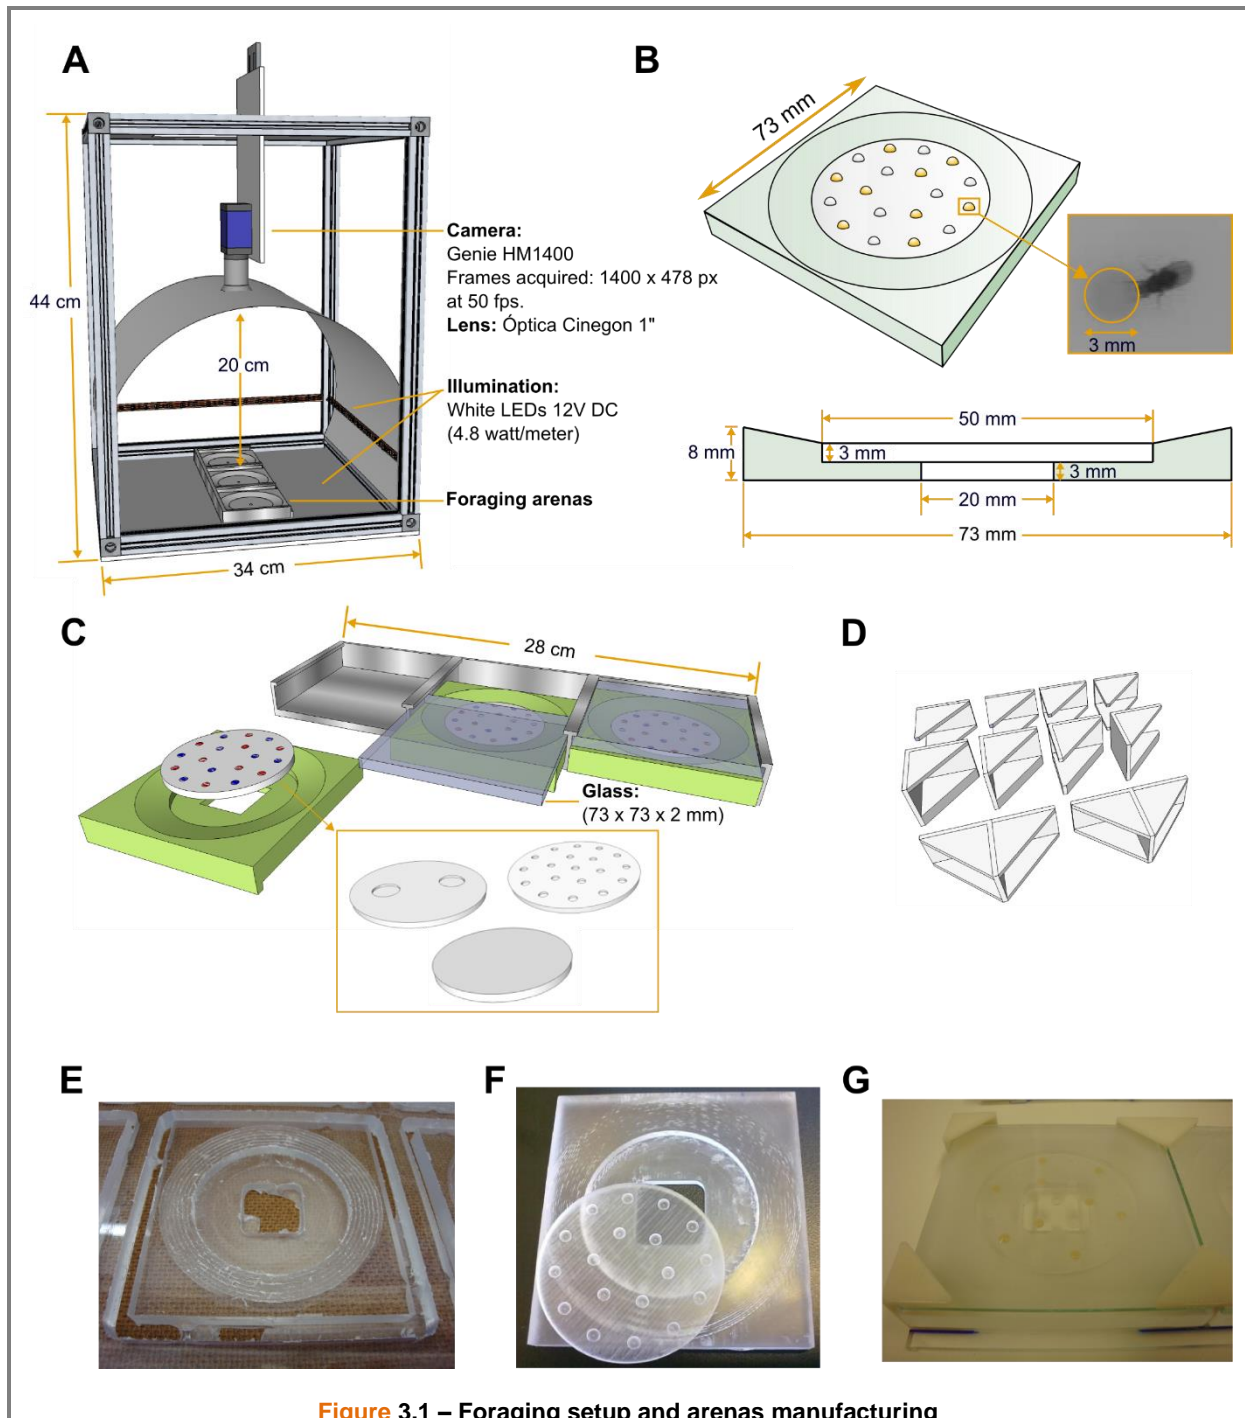 A
44 cm
20 cm
34 cm
Camera:
Genie HM1400
Frames acquired: 1400 x 478 px
at 50 fps.
Lens: Óptica Cinegon 1"
Illumination:
White LEDs 12V DC
(4.8 watt/meter)
Foraging arenas
B
73 mm
3 mm
50 mm
8 mm
3 mm
3 mm
20 mm
73 mm
C
28 cm
Glass:
(73 x 73 x 2 mm)
D
E
F
G
Figure 3.1 – Foraging setup and arenas manufacturing